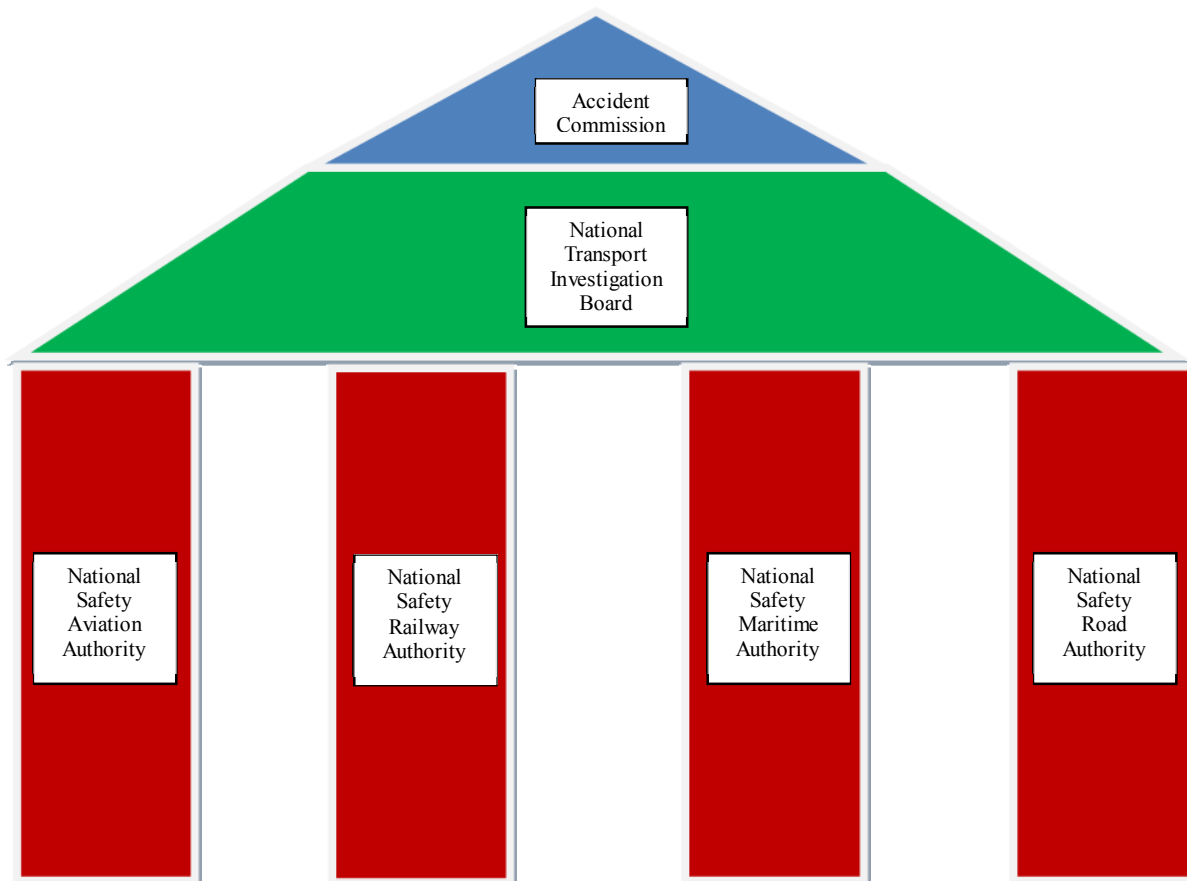 Accident
Commission
National
Transport
Investigation
Board
National
Safety
Aviation
Authority
National
Safety
Railway
Authority
National
Safety
Maritime
Authority
National
Safety
Road
Authority